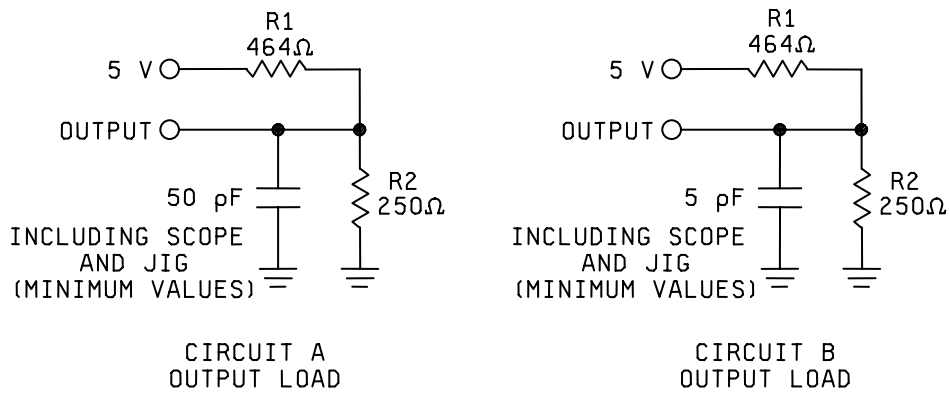 R1
464Ω
5 V
OUTPUT
50 pF
R2
250Ω
INCLUDING SCOPE
AND JIG
(MINIMUM VALUES)
CIRCUIT A
OUTPUT LOAD
R1
464Ω
5 V
OUTPUT
5 pF
R2
250Ω
INCLUDING SCOPE
AND JIG
(MINIMUM VALUES)
CIRCUIT B
OUTPUT LOAD